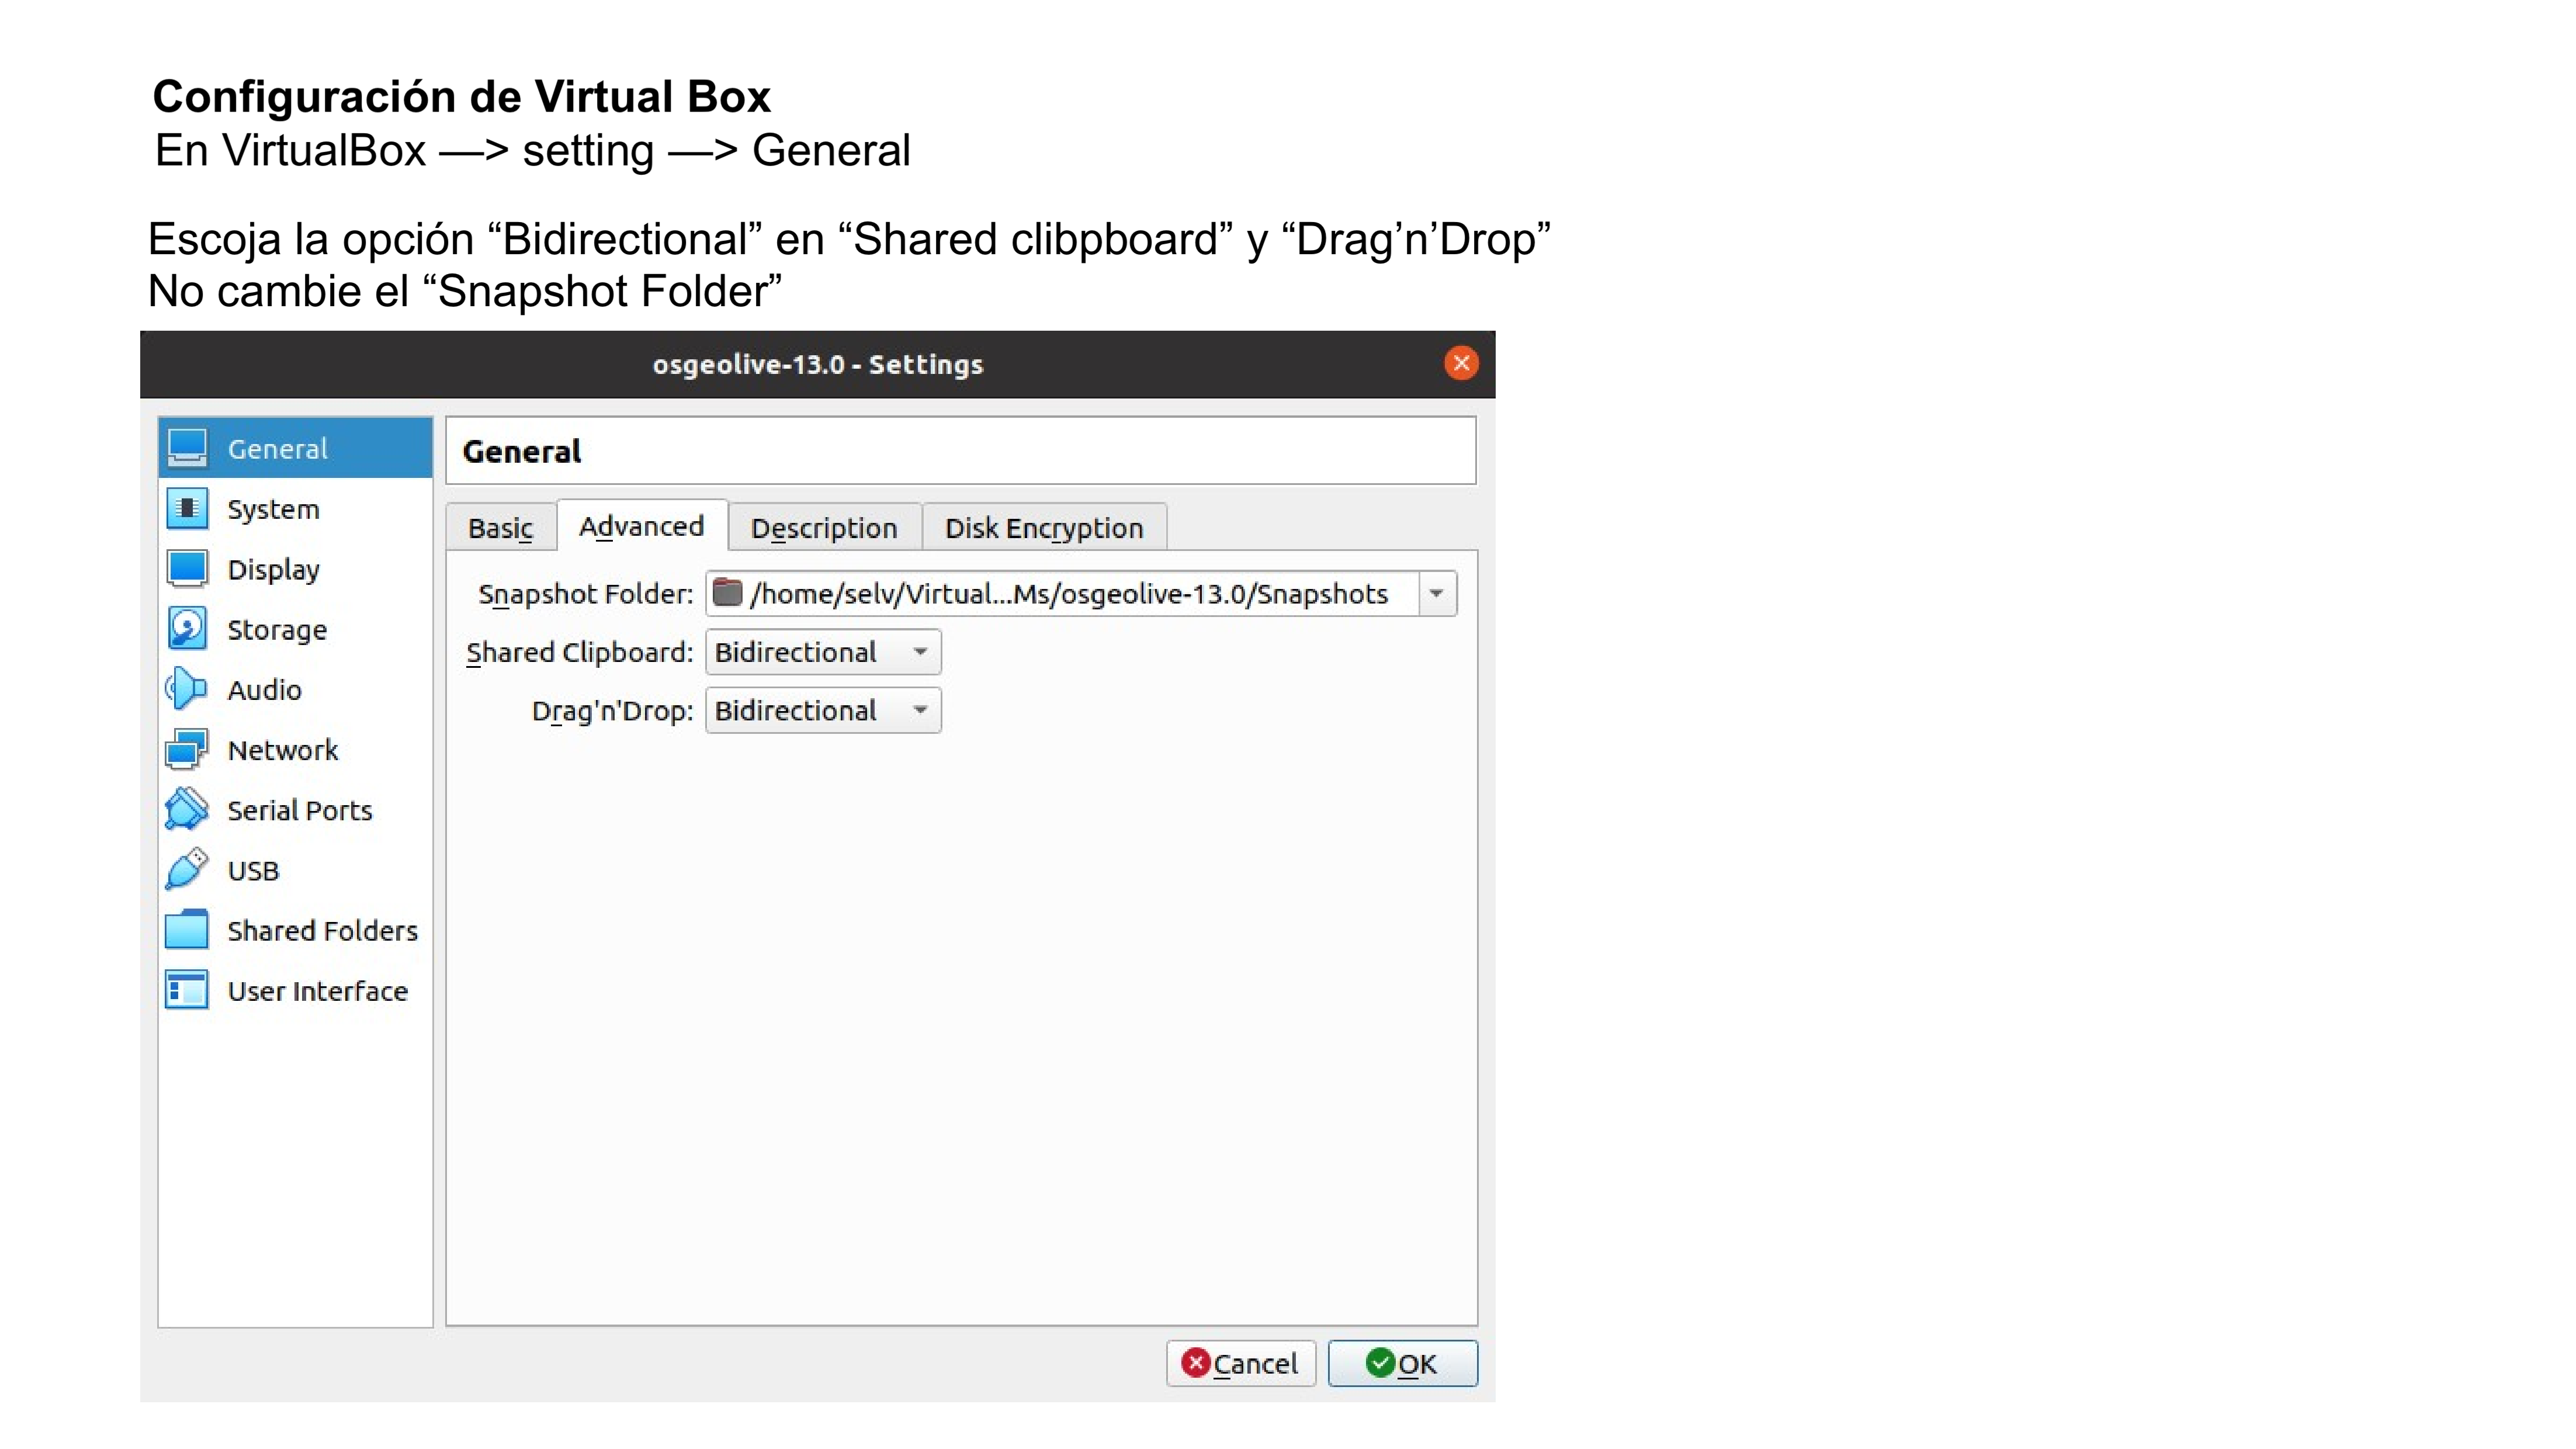 Configuración de Virtual Box
En VirtualBox —> setting —> General
Escoja la opción “Bidirectional” en “Shared clibpboard” y “Drag’n’Drop”
No cambie el “Snapshot Folder”
osgeolive-13.0 - Settings
General
System
Display
Storage
Audio
Network
Serial Ports
USB
Shared Folders
User Interface
General
Basic Advanced Description Disk Encryption
Snapshot Folder: /home/selv/Virtual...Ms/osgeolive-13.0/Snapshots
Shared Clipboard: Bidirectional
Drag'n'Drop: Bidirectional
Cancel OK